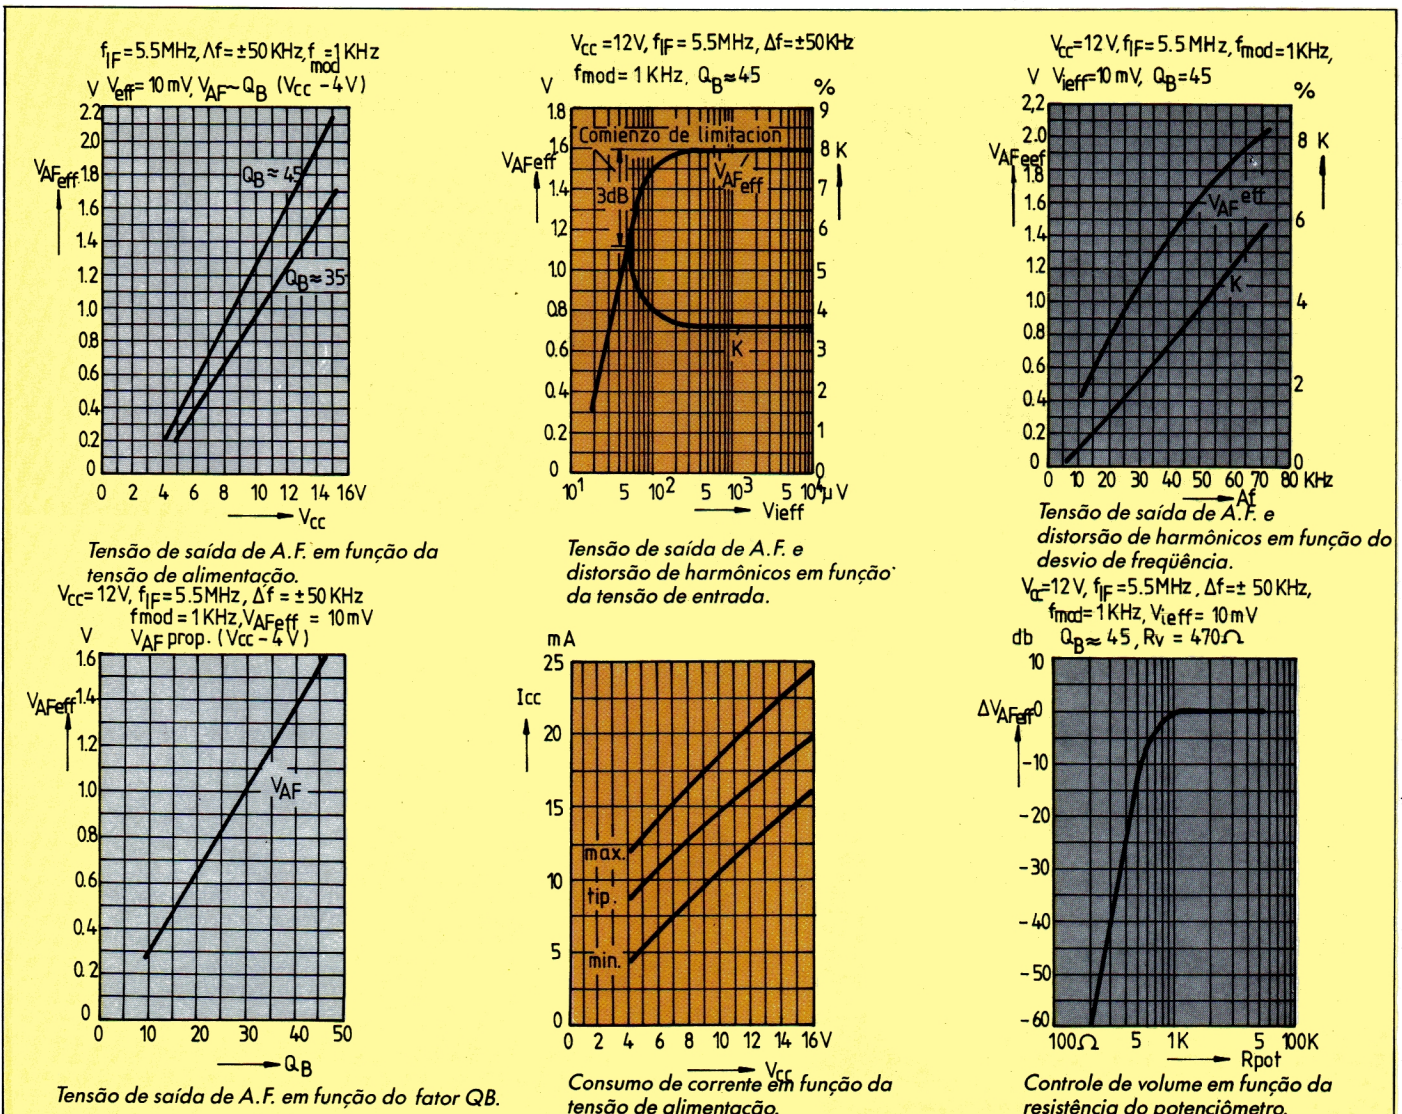 fIF=5.5MHz, Λf=±50KHz, fmod=1KHz
V Veff=10mV, VAF~QB (Vcc-4V)
2.2
2.0
1.8
1.6
1.4
1.2
1.0
0.8
0.6
0.4
0.2
0
VAFeff
QB≈45
QB≈35
0 2 4 6 8 10 12 14 16V
Vcc
Tensão de saída de A.F. em função da
tensão de alimentação.
Vcc=12V, fIF=5.5MHz, Δf=±50KHz
fmod=1KHz, QB≈45
V %
1.8
1.6
1.4
1.2
1.0
0.8
0.6
0.4
0.2
0
VAFeff
Comienzo de limitacion
3dB
VAFeff
K
9
8 K
7
6
5
4
3
2
1
0
10¹ 5 10² 5 10³ 5 10⁴ μV
Vieff
Tensão de saída de A.F. e
distorsão de harmônicos em função
da tensão de entrada.
Vcc=12V, fIF=5.5MHz, fmod=1KHz,
V Vieff=10mV, QB=45 %
2,2
2.0
1.8
1.6
1.4
1.2
1.0
0.8
0.6
0.4
0.2
0
VAFeef
VAFeff
K
8 K
6
4
2
0
0 10 20 30 40 50 60 70 80 KHz
Af
Tensão de saída de A.F. e
distorsão de harmônicos em função do
desvio de freqüência.
Vcc=12V, fIF=5.5MHz, Δf=±50KHz
fmod=1KHz, VAFeff=10mV
V VAF prop. (Vcc-4V)
1.6
1.4
1.2
1.0
0.8
0.6
0.4
0.2
0
VAFeff
VAF
0 10 20 30 40 50
QB
Tensão de saída de A.F. em função do fator QB.
mA
25
20
15
10
5
0
Icc
max.
tip.
min.
0 2 4 6 8 10 12 14 16V
Vcc
Consumo de corrente em função da
tensão de alimentação.
Vcc=12V, fIF=5.5MHz, Δf=±50KHz,
fmod=1KHz, Vieff=10mV
db QB≈45, Rv = 470Ω
10
0
-10
-20
-30
-40
-50
-60
ΔVAFeff
100Ω 5 1K 5 100K
Rpot
Controle de volume em função da
resistência do potenciômetro.